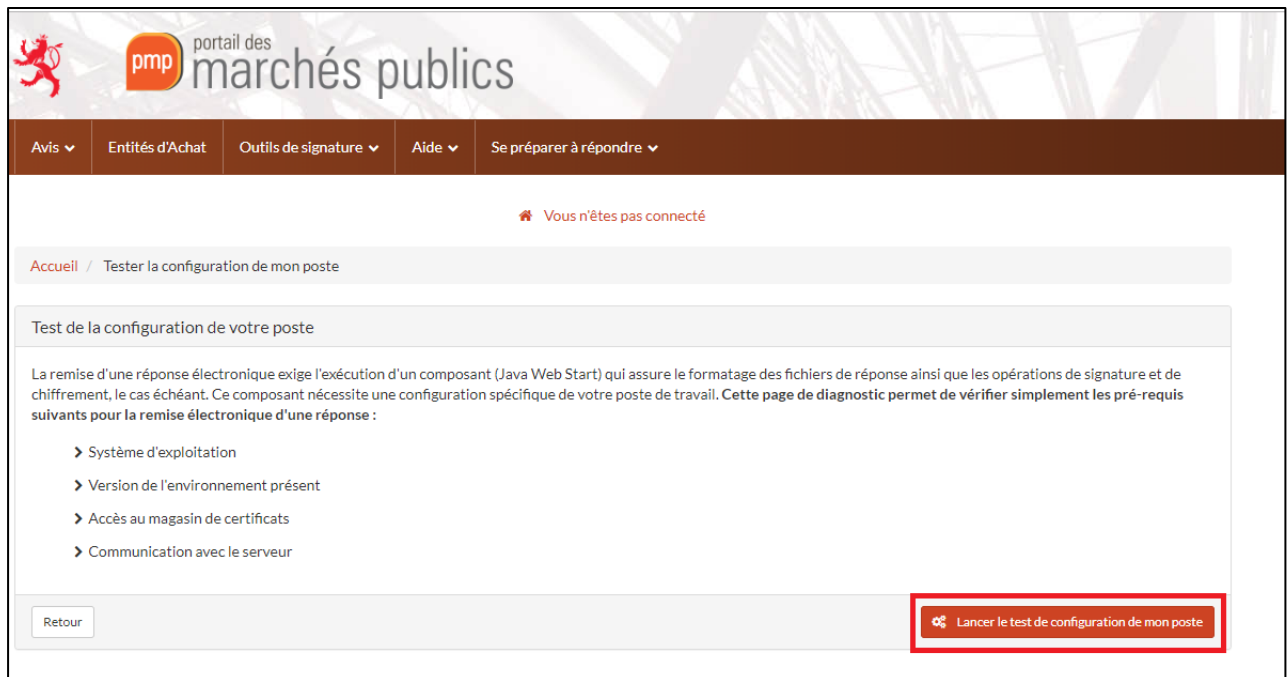 portail des
pmp marchés publics
Avis Entités d'Achat Outils de signature Aide Se préparer à répondre
Vous n'êtes pas connecté
Accueil / Tester la configuration de mon poste
Test de la configuration de votre poste
La remise d'une réponse électronique exige l'exécution d'un composant (Java Web Start) qui assure le formatage des fichiers de réponse ainsi que les opérations de signature et de
chiffrement, le cas échéant. Ce composant nécessite une configuration spécifique de votre poste de travail. Cette page de diagnostic permet de vérifier simplement les pré-requis
suivants pour la remise électronique d'une réponse :
Système d'exploitation
Version de l'environnement présent
Accès au magasin de certificats
Communication avec le serveur
Retour Lancer le test de configuration de mon poste